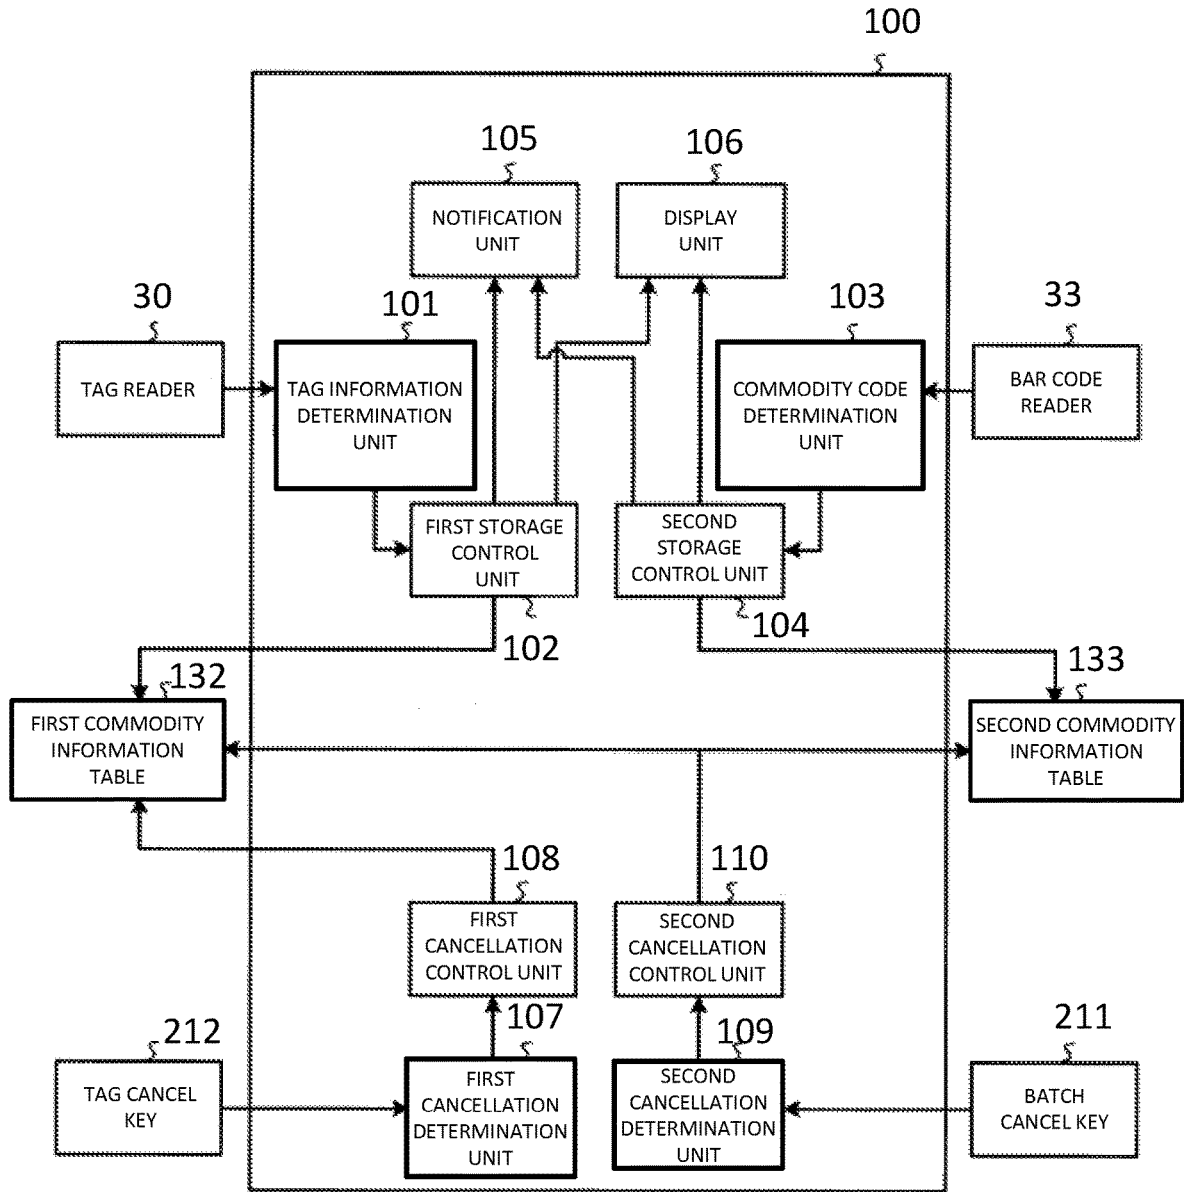 100
105
106
NOTIFICATION
UNIT
DISPLAY
UNIT
30
101
103
33
TAG READER
TAG INFORMATION
DETERMINATION
UNIT
COMMODITY CODE
DETERMINATION
UNIT
BAR CODE
READER
FIRST STORAGE
CONTROL
UNIT
SECOND
STORAGE
CONTROL UNIT
102
104
132
133
FIRST COMMODITY
INFORMATION
TABLE
SECOND COMMODITY
INFORMATION
TABLE
108
110
FIRST
CANCELLATION
CONTROL UNIT
SECOND
CANCELLATION
CONTROL UNIT
212
107
109
211
TAG CANCEL
KEY
FIRST
CANCELLATION
DETERMINATION
UNIT
SECOND
CANCELLATION
DETERMINATION
UNIT
BATCH
CANCEL KEY